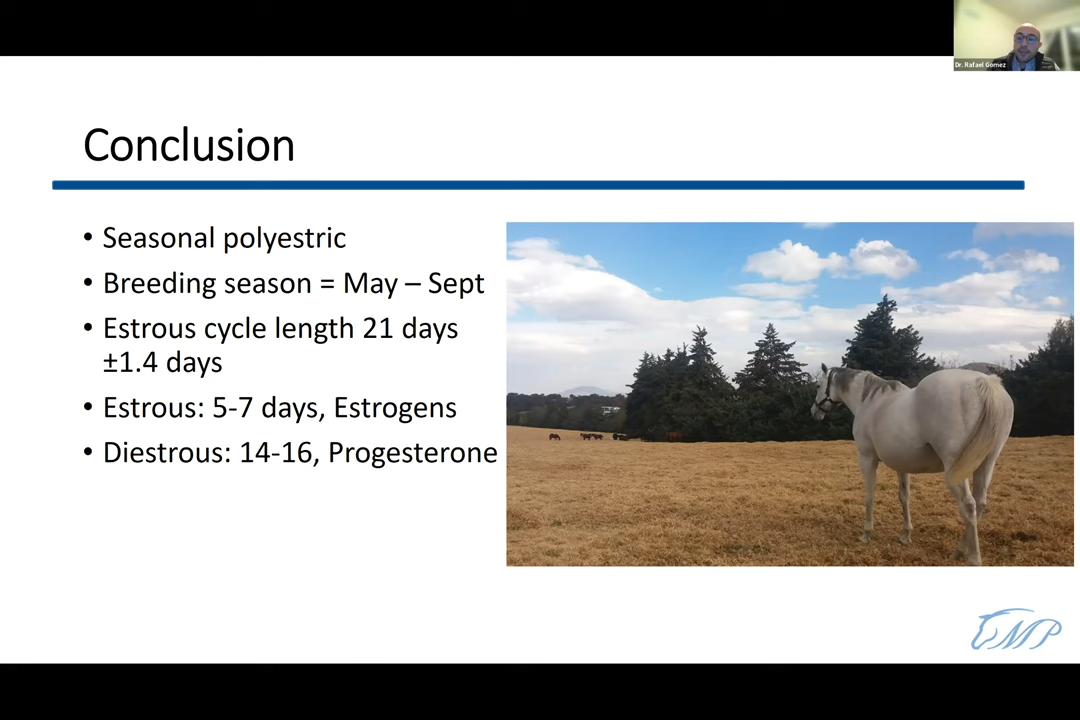 Dr. Rafael Gomez
Conclusion
• Seasonal polyestric
• Breeding season = May – Sept
• Estrous cycle length 21 days
±1.4 days
• Estrous: 5-7 days, Estrogens
• Diestrous: 14-16, Progesterone
MP